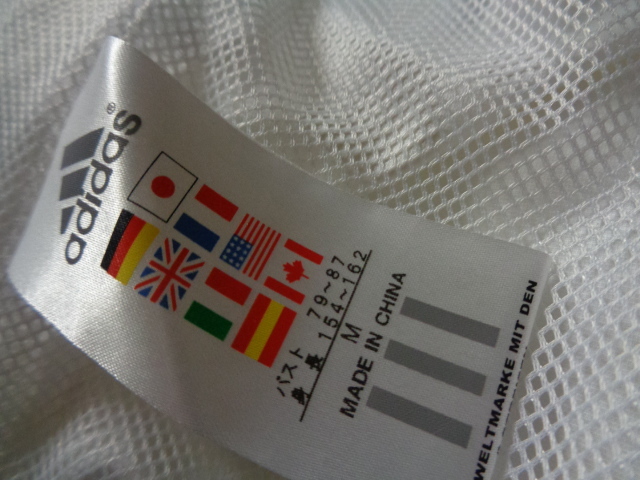 adidas®
バスト 79~87
身長 154~162
M
MADE IN CHINA
WELTMARKE MIT DEN